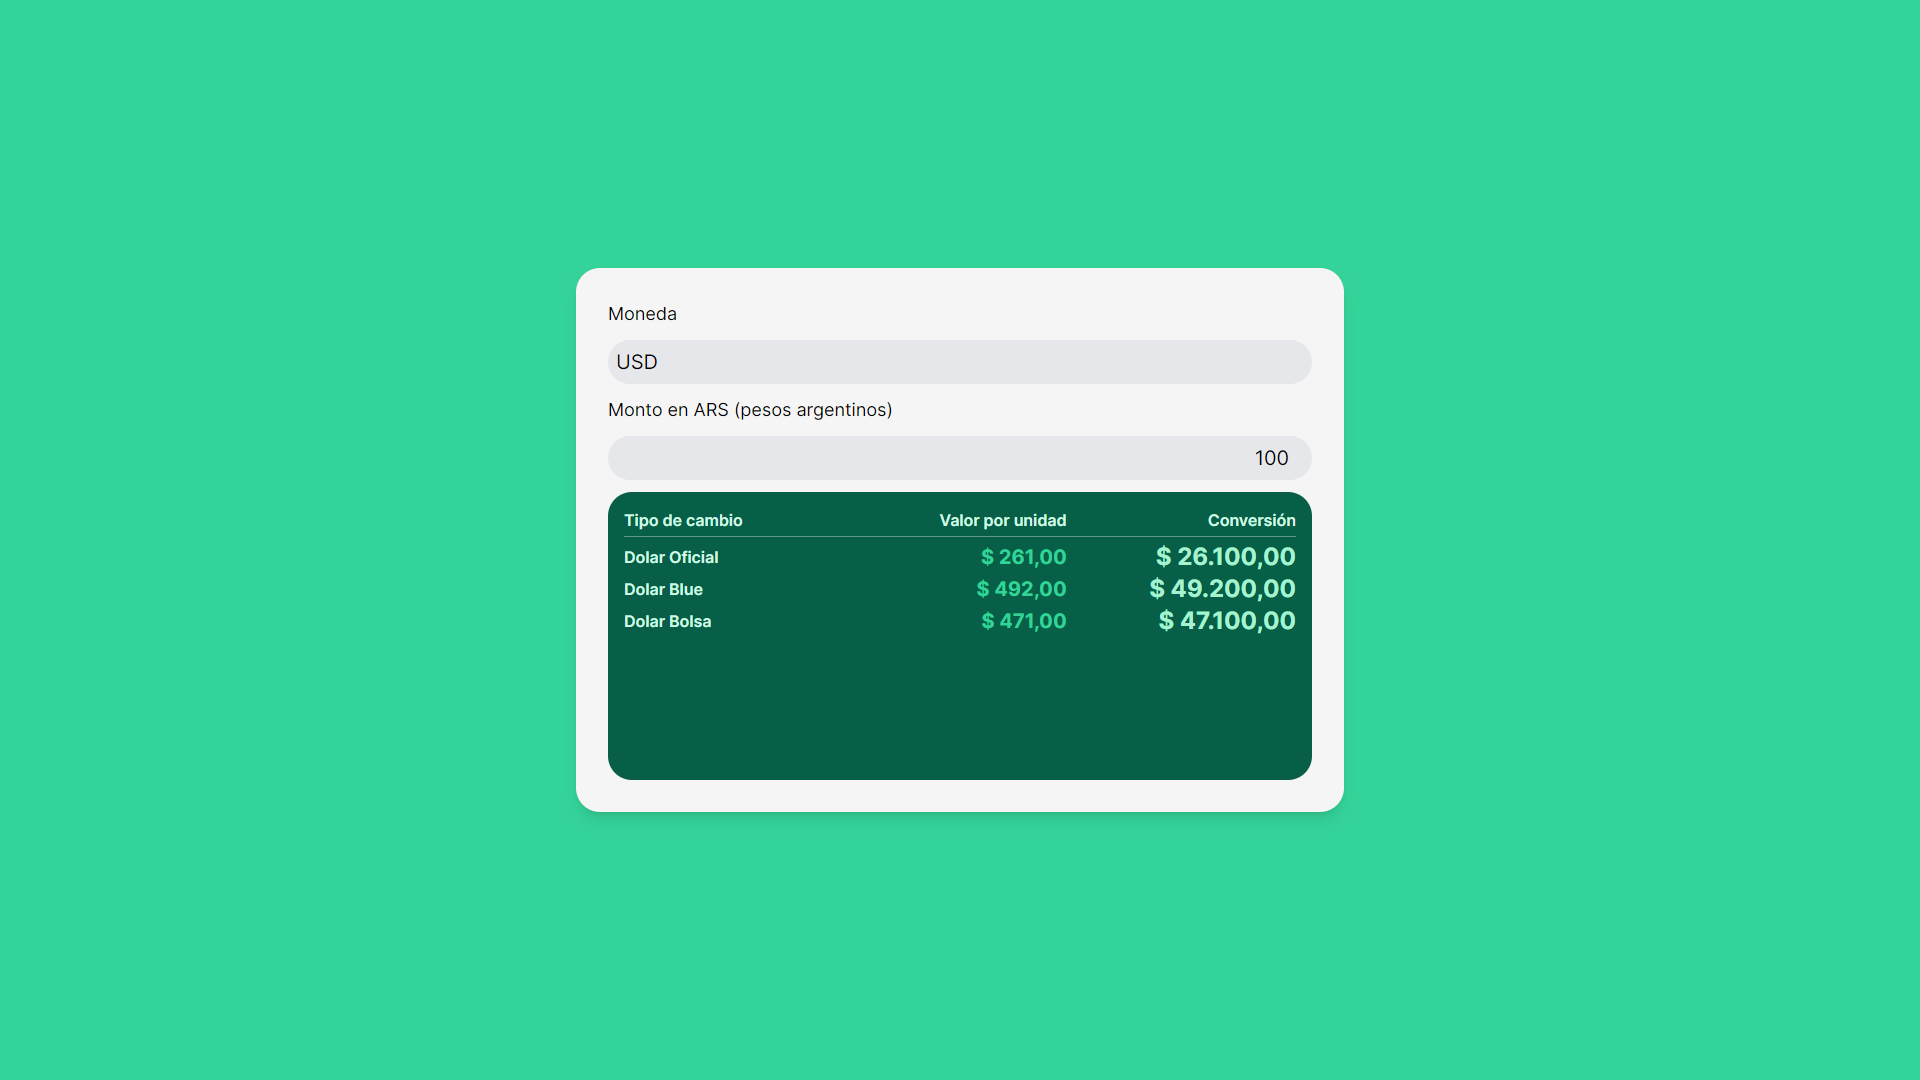 Moneda
USD
Monto en ARS (pesos argentinos)
100
Tipo de cambio Valor por unidad Conversión
Dolar Oficial $ 261,00 $ 26.100,00
Dolar Blue $ 492,00 $ 49.200,00
Dolar Bolsa $ 471,00 $ 47.100,00